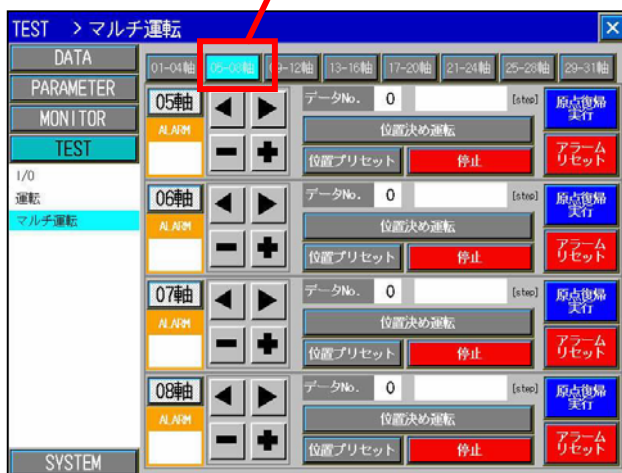 TEST >マルチ運転
DATA
PARAMETER
MONITOR
TEST
I/O
運転
マルチ運転
SYSTEM
01-04軸 05-08軸 09-12軸 13-16軸 17-20軸 21-24軸 25-28軸 29-31軸
05軸 データNo. 0 [step] 原点復帰
実行
ALARM 位置決め運転
位置プリセット 停止 アラーム
リセット
06軸 データNo. 0 [step] 原点復帰
実行
ALARM 位置決め運転
位置プリセット 停止 アラーム
リセット
07軸 データNo. 0 [step] 原点復帰
実行
ALARM 位置決め運転
位置プリセット 停止 アラーム
リセット
08軸 データNo. 0 [step] 原点復帰
実行
ALARM 位置決め運転
位置プリセット 停止 アラーム
リセット